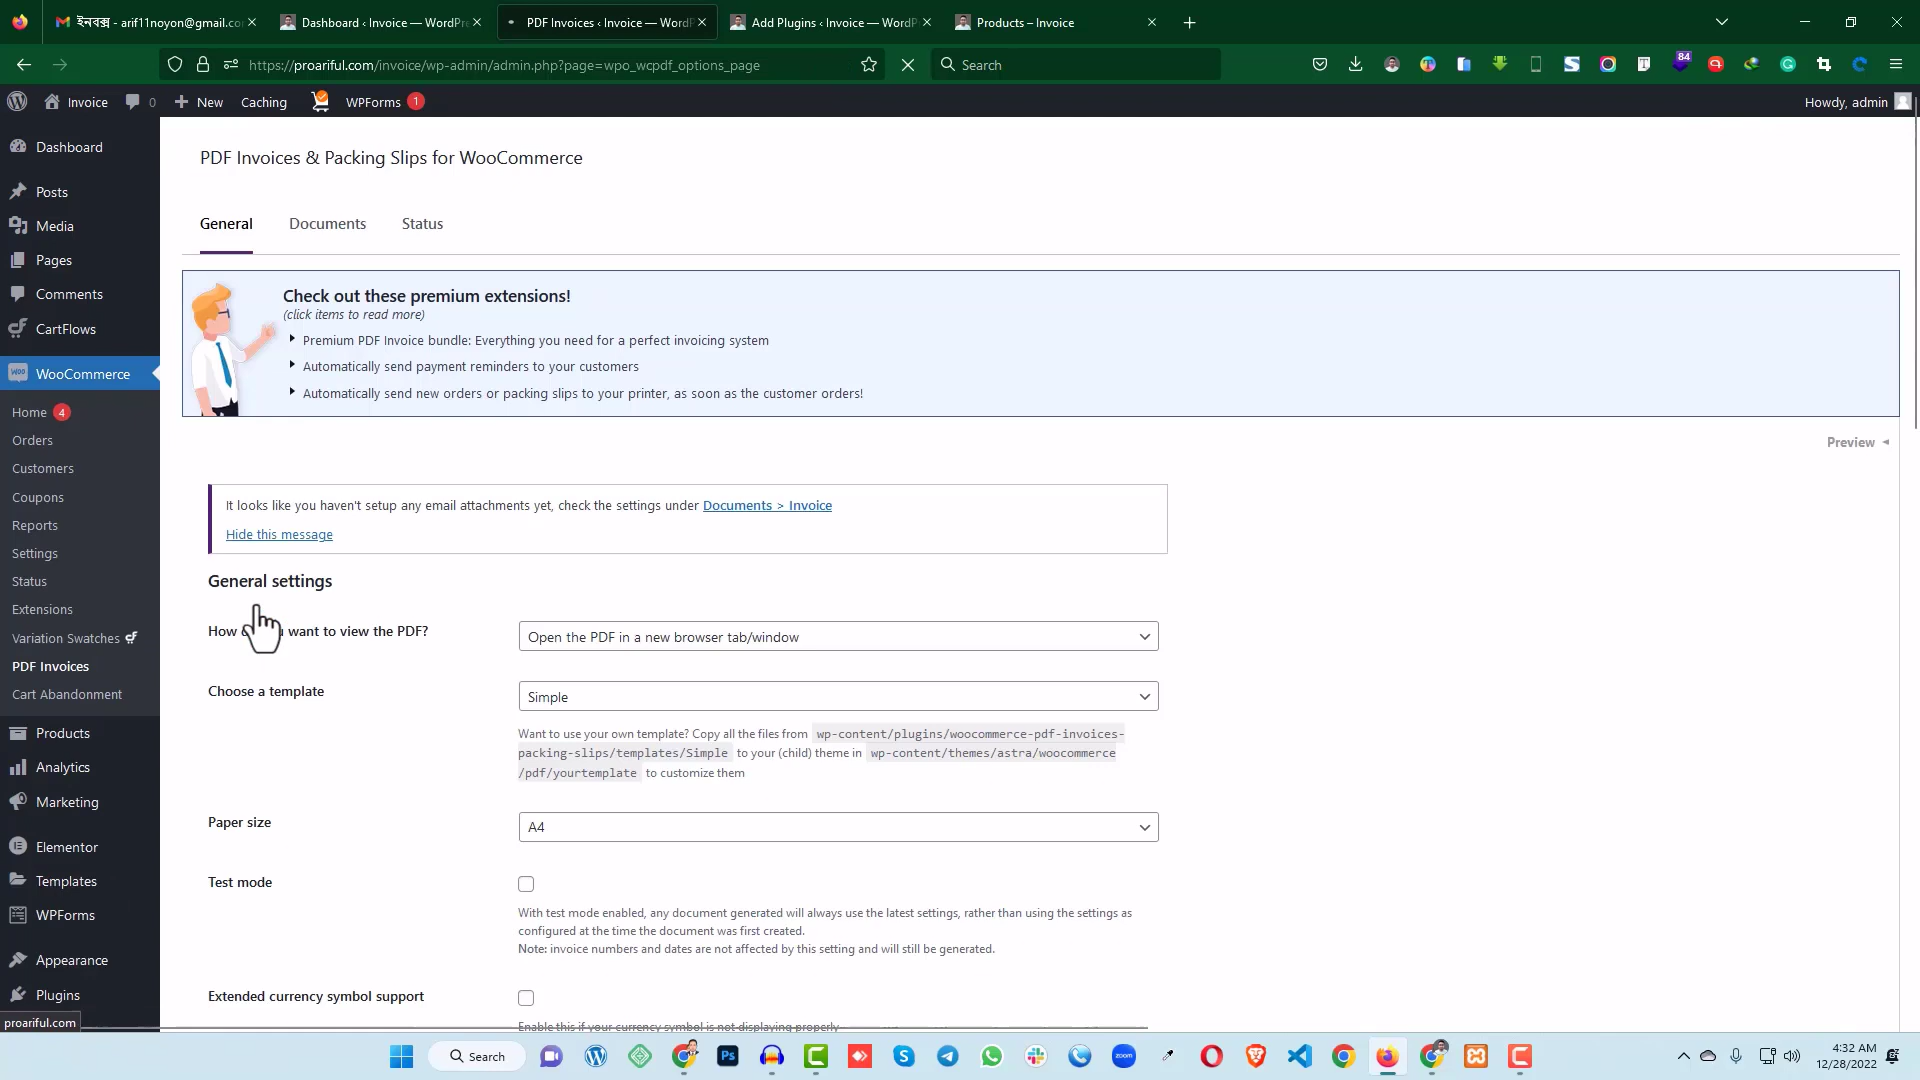 ইনবক্স - arif11noyon@gmail.co
Dashboard ‹ Invoice — WordPre
PDF Invoices ‹ Invoice — WordP
Add Plugins ‹ Invoice — WordP
Products – Invoice
https://proariful.com/invoice/wp-admin/admin.php?page=wpo_wcpdf_options_page
Search
84
Invoice
0
New
Caching
WPForms 1
Howdy, admin
Dashboard
Posts
Media
Pages
Comments
CartFlows
WooCommerce
Home 4
Orders
Customers
Coupons
Reports
Settings
Status
Extensions
Variation Swatches
PDF Invoices
Cart Abandonment
Products
Analytics
Marketing
Elementor
Templates
WPForms
Appearance
Plugins
proariful.com
PDF Invoices & Packing Slips for WooCommerce
General
Documents
Status
Check out these premium extensions!
(click items to read more)
Premium PDF Invoice bundle: Everything you need for a perfect invoicing system
Automatically send payment reminders to your customers
Automatically send new orders or packing slips to your printer, as soon as the customer orders!
Preview
It looks like you haven't setup any email attachments yet, check the settings under Documents > Invoice
Hide this message
General settings
How want to view the PDF?
Open the PDF in a new browser tab/window
Choose a template
Simple
Want to use your own template? Copy all the files from wp-content/plugins/woocommerce-pdf-invoices-
packing-slips/templates/Simple to your (child) theme in wp-content/themes/astra/woocommerce
/pdf/yourtemplate to customize them
Paper size
A4
Test mode
With test mode enabled, any document generated will always use the latest settings, rather than using the settings as
configured at the time the document was first created.
Note: invoice numbers and dates are not affected by this setting and will still be generated.
Extended currency symbol support
Enable this if your currency symbol is not displaying properly
Search
Ps
zoom
4:32 AM
12/28/2022